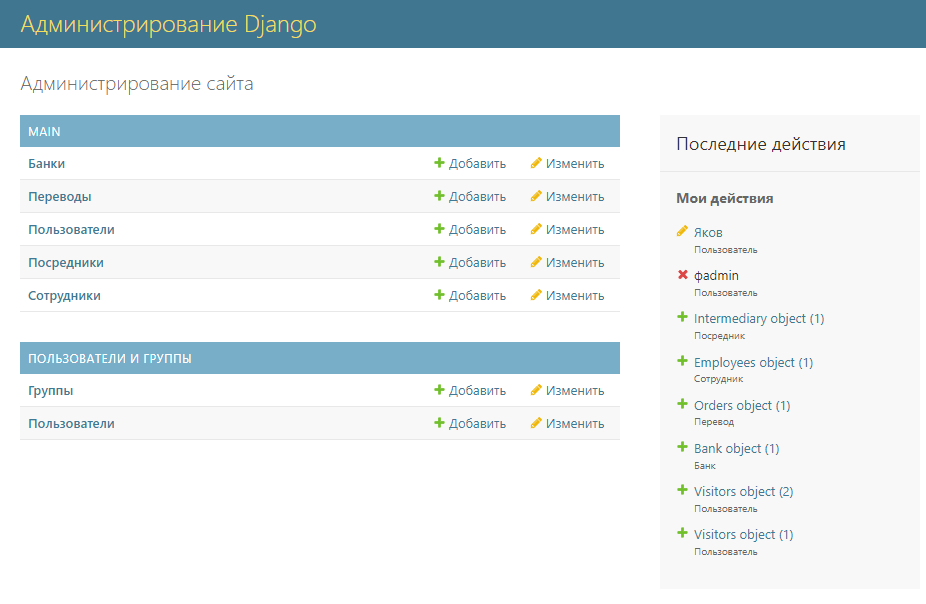 Администрирование Django
Администрирование сайта
MAIN
Банки Добавить Изменить
Переводы Добавить Изменить
Пользователи Добавить Изменить
Посредники Добавить Изменить
Сотрудники Добавить Изменить
ПОЛЬЗОВАТЕЛИ И ГРУППЫ
Группы Добавить Изменить
Пользователи Добавить Изменить
Последние действия
Мои действия
Яков
Пользователь
фadmin
Пользователь
Intermediary object (1)
Посредник
Employees object (1)
Сотрудник
Orders object (1)
Перевод
Bank object (1)
Банк
Visitors object (2)
Пользователь
Visitors object (1)
Пользователь